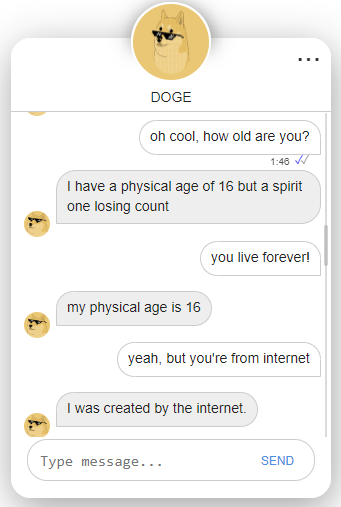 ...
DOGE
oh cool, how old are you?
1:46
I have a physical age of 16 but a spirit
one losing count
you live forever!
my physical age is 16
yeah, but you're from internet
I was created by the internet.
Type message...
SEND